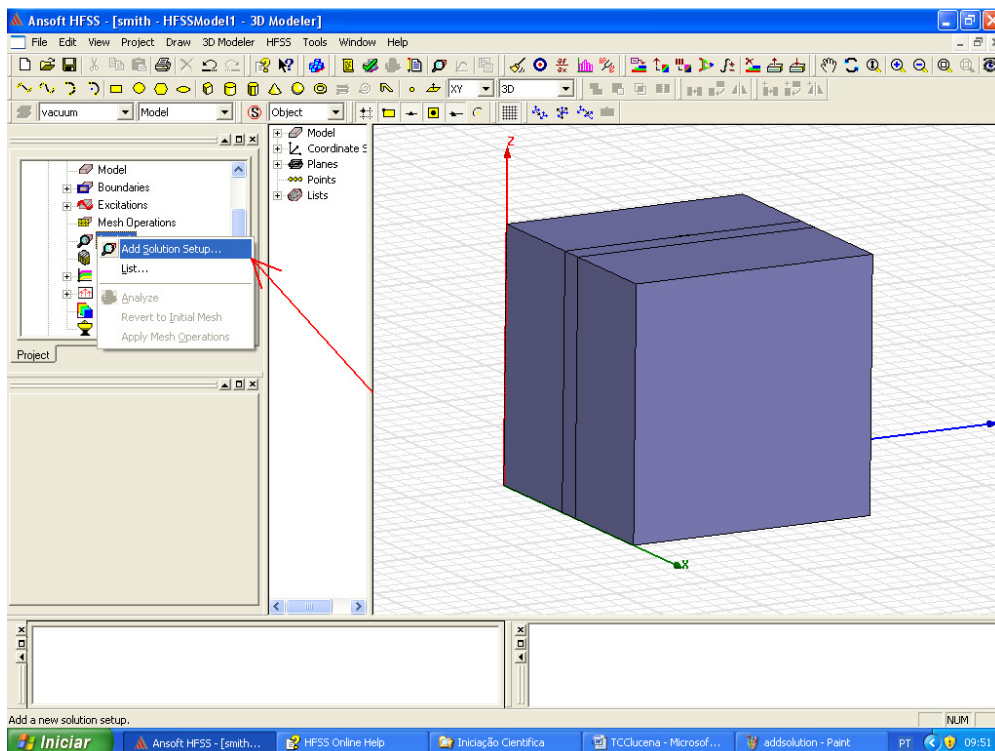 Ansoft HFSS - [smith - HFSSModel1 - 3D Modeler]
File Edit View Project Draw 3D Modeler HFSS Tools Window Help
XY 3D
vacuum Model Object
Model
Boundaries
Excitations
Mesh Operations
Add Solution Setup...
List...
Analyze
Revert to Initial Mesh
Apply Mesh Operations
Project
Model
Coordinate S
Planes
Points
Lists
Z
X
Add a new solution setup.
NUM
Iniciar
Ansoft HFSS - [smith...
HFSS Online Help
Iniciação Cientifica
TCClucena - Microsof...
addsolution - Paint
PT
09:51